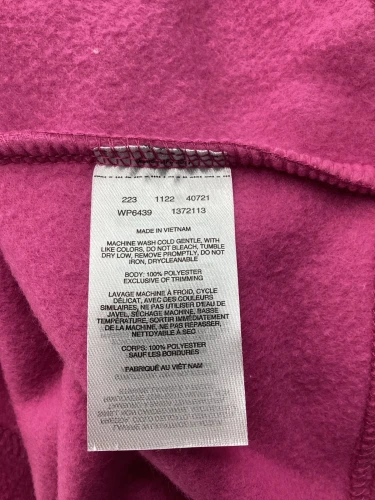 223 1122 40721
WP6439 1372113
MADE IN VIETNAM
MACHINE WASH COLD GENTLE, WITH
LIKE COLORS, DO NOT BLEACH, TUMBLE
DRY LOW, REMOVE PROMPTLY, DO NOT
IRON, DRYCLEANABLE
BODY: 100% POLYESTER
EXCLUSIVE OF TRIMMING
LAVAGE MACHINE À FROID, CYCLE
DÉLICAT, AVEC DES COULEURS
SIMILAIRES, NE PAS UTILISER D'EAU DE
JAVEL, SÉCHAGE MACHINE, BASSE
TEMPÉRATURE, SORTIR IMMÉDIATEMENT
DE LA MACHINE, NE PAS REPASSER,
NETTOYABLE A SEC
CORPS: 100% POLYESTER
SAUF LES BORDURES
FABRIQUÉ AU VIÊT NAM